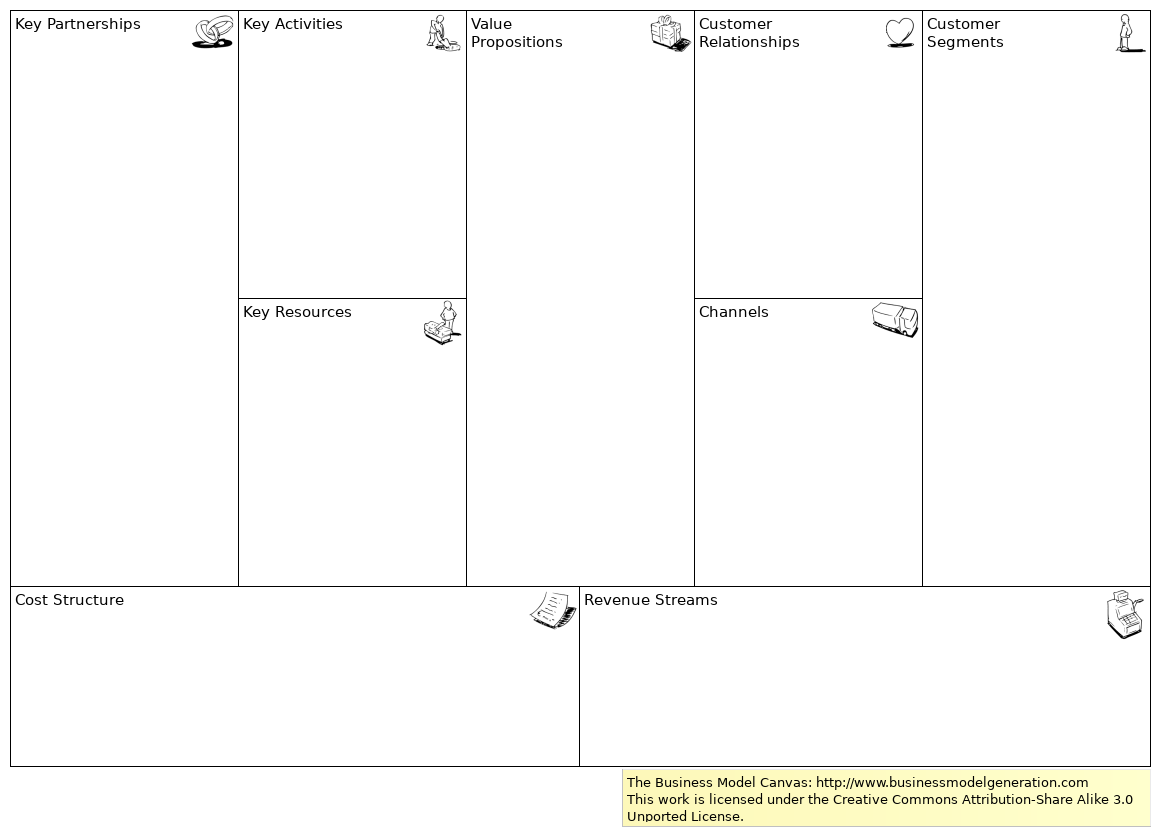 Key Partnerships
Key Activities
Value
Propositions
Customer
Relationships
Customer
Segments
Key Resources
Channels
Cost Structure
Revenue Streams
The Business Model Canvas: http://www.businessmodelgeneration.com
This work is licensed under the Creative Commons Attribution-Share Alike 3.0
Unported License.